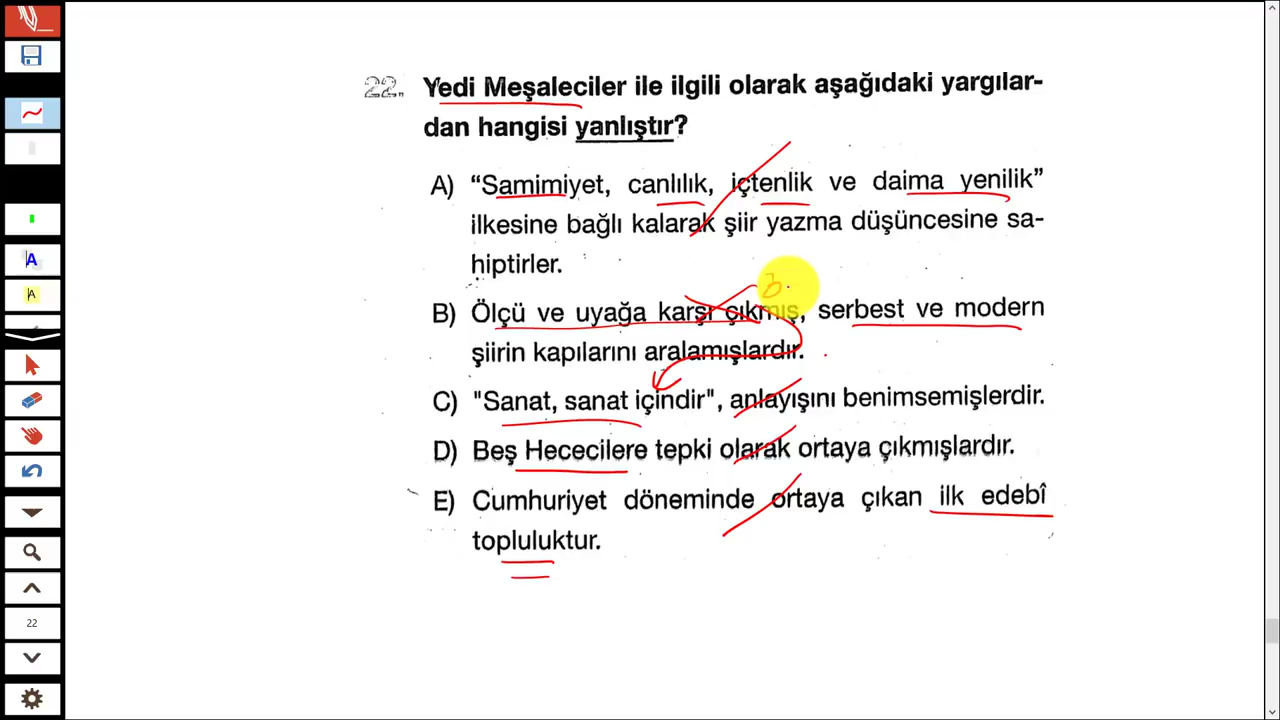 22. Yedi Meşaleciler ile ilgili olarak aşağıdaki yargılar-
dan hangisi yanlıştır?
A) “Samimiyet, canlılık, içtenlik ve daima yenilik”
ilkesine bağlı kalarak şiir yazma düşüncesine sa-
hiptirler.
B) Ölçü ve uyağa karşı çıkmış, serbest ve modern
şiirin kapılarını aralamışlardır.
C) "Sanat, sanat içindir", anlayışını benimsemişlerdir.
D) Beş Hececilere tepki olarak ortaya çıkmışlardır.
E) Cumhuriyet döneminde ortaya çıkan ilk edebî
topluluktur.
A
A
22